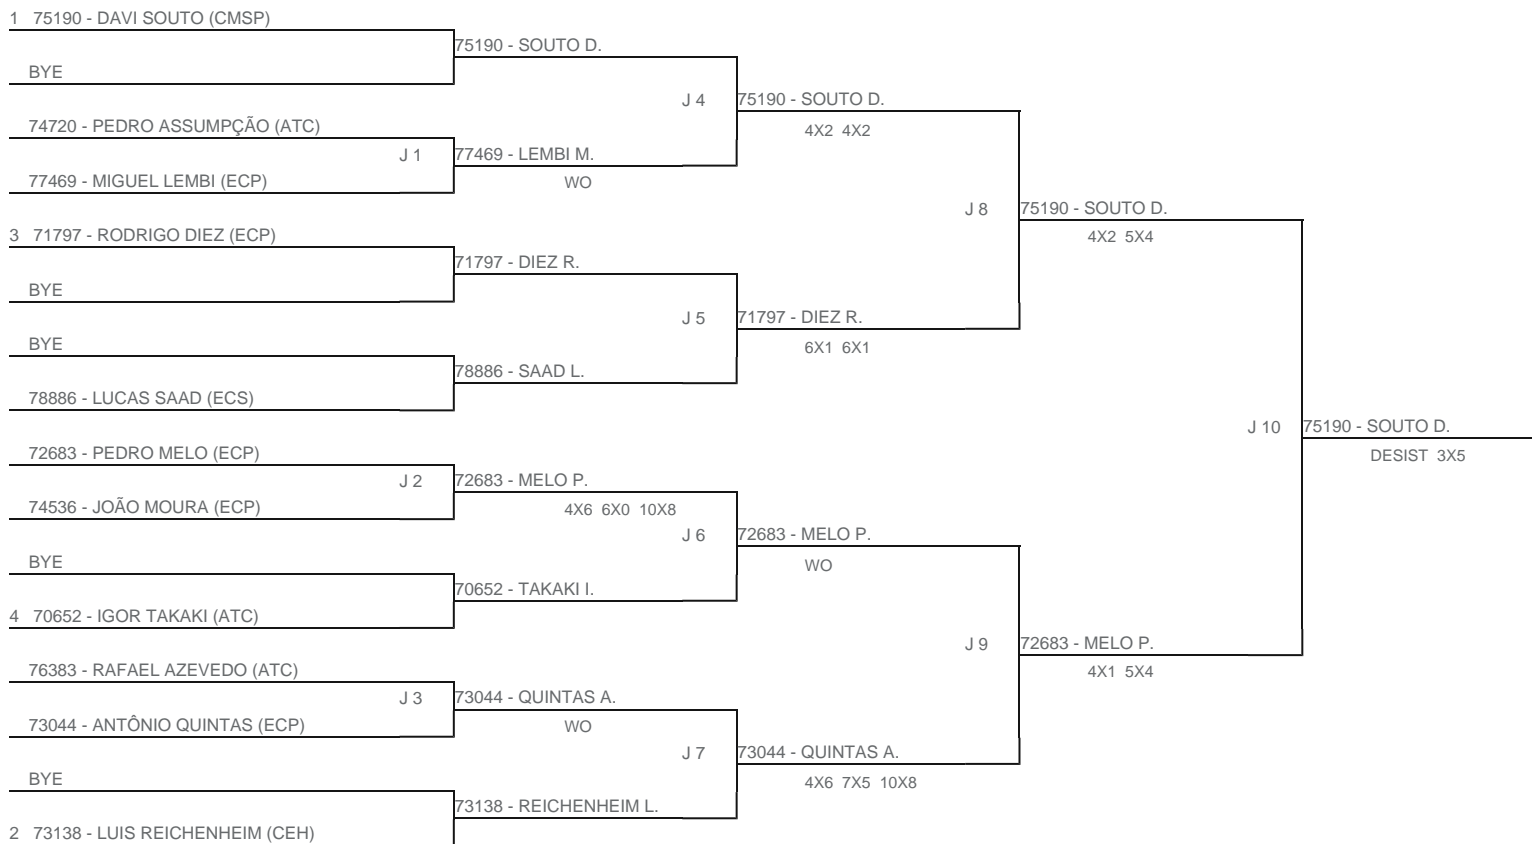 1 75190 - DAVI SOUTO (CMSP)
75190 - SOUTO D.
BYE
J 4 75190 - SOUTO D.
4X2 4X2
74720 - PEDRO ASSUMPÇÃO (ATC)
J 1 77469 - LEMBI M.
WO
77469 - MIGUEL LEMBI (ECP)
J 8 75190 - SOUTO D.
4X2 5X4
3 71797 - RODRIGO DIEZ (ECP)
71797 - DIEZ R.
BYE
J 5 71797 - DIEZ R.
6X1 6X1
BYE
78886 - SAAD L.
78886 - LUCAS SAAD (ECS)
J 10 75190 - SOUTO D.
DESIST 3X5
72683 - PEDRO MELO (ECP)
J 2 72683 - MELO P.
4X6 6X0 10X8
74536 - JOÃO MOURA (ECP)
J 6 72683 - MELO P.
WO
BYE
70652 - TAKAKI I.
4 70652 - IGOR TAKAKI (ATC)
J 9 72683 - MELO P.
4X1 5X4
76383 - RAFAEL AZEVEDO (ATC)
J 3 73044 - QUINTAS A.
WO
73044 - ANTÔNIO QUINTAS (ECP)
J 7 73044 - QUINTAS A.
4X6 7X5 10X8
BYE
73138 - REICHENHEIM L.
2 73138 - LUIS REICHENHEIM (CEH)